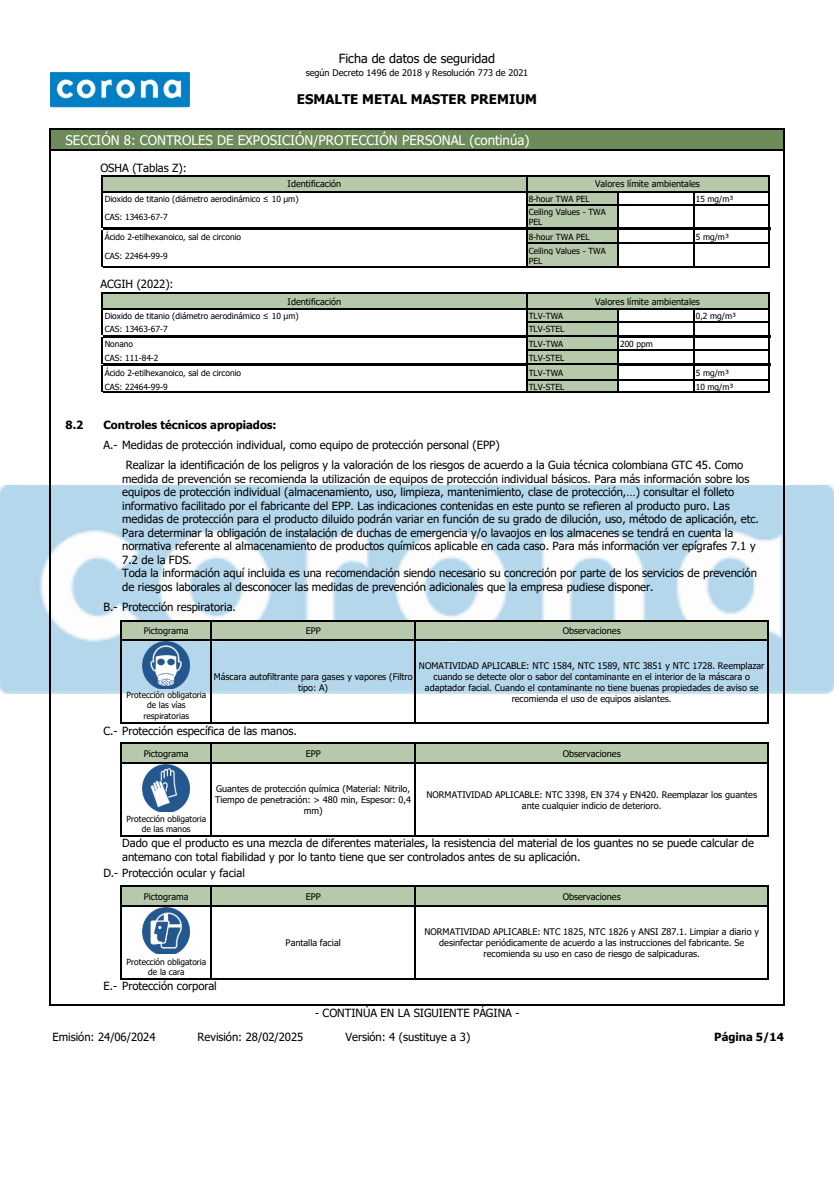 Ficha de datos de seguridad
según Decreto 1496 de 2018 y Resolución 773 de 2021
corona
ESMALTE METAL MASTER PREMIUM
SECCIÓN 8: CONTROLES DE EXPOSICIÓN/PROTECCIÓN PERSONAL (continúa)
OSHA (Tablas Z):
Identificación Valores límite ambientales
Dioxido de titanio (diámetro aerodinámico ≤ 10 µm) 8-hour TWA PEL 15 mg/m³
CAS: 13463-67-7 Ceiling Values - TWA
PEL
Ácido 2-etilhexanoico, sal de circonio 8-hour TWA PEL 5 mg/m³
CAS: 22464-99-9 Ceiling Values - TWA
PEL
ACGIH (2022):
Identificación Valores límite ambientales
Dioxido de titanio (diámetro aerodinámico ≤ 10 µm) TLV-TWA 0,2 mg/m³
CAS: 13463-67-7 TLV-STEL
Nonano TLV-TWA 200 ppm
CAS: 111-84-2 TLV-STEL
Ácido 2-etilhexanoico, sal de circonio TLV-TWA 5 mg/m³
CAS: 22464-99-9 TLV-STEL 10 mg/m³
8.2 Controles técnicos apropiados:
A.- Medidas de protección individual, como equipo de protección personal (EPP)
Realizar la identificación de los peligros y la valoración de los riesgos de acuerdo a la Guia técnica colombiana GTC 45. Como
medida de prevención se recomienda la utilización de equipos de protección individual básicos. Para más información sobre los
equipos de protección individual (almacenamiento, uso, limpieza, mantenimiento, clase de protección,...) consultar el folleto
informativo facilitado por el fabricante del EPP. Las indicaciones contenidas en este punto se refieren al producto puro. Las
medidas de protección para el producto diluido podrán variar en función de su grado de dilución, uso, método de aplicación, etc.
Para determinar la obligación de instalación de duchas de emergencia y/o lavaojos en los almacenes se tendrá en cuenta la
normativa referente al almacenamiento de productos químicos aplicable en cada caso. Para más información ver epígrafes 7.1 y
7.2 de la FDS.
Toda la información aquí incluida es una recomendación siendo necesario su concreción por parte de los servicios de prevención
de riesgos laborales al desconocer las medidas de prevención adicionales que la empresa pudiese disponer.
corona
B.- Protección respiratoria.
Pictograma EPP Observaciones
Protección obligatoria
de las vías
respiratorias
Máscara autofiltrante para gases y vapores (Filtro
tipo: A)
NOMATIVIDAD APLICABLE: NTC 1584, NTC 1589, NTC 3851 y NTC 1728. Reemplazar
cuando se detecte olor o sabor del contaminante en el interior de la máscara o
adaptador facial. Cuando el contaminante no tiene buenas propiedades de aviso se
recomienda el uso de equipos aislantes.
C.- Protección específica de las manos.
Pictograma EPP Observaciones
Protección obligatoria
de las manos
Guantes de protección química (Material: Nitrilo,
Tiempo de penetración: > 480 min, Espesor: 0,4
mm)
NORMATIVIDAD APLICABLE: NTC 3398, EN 374 y EN420. Reemplazar los guantes
ante cualquier indicio de deterioro.
Dado que el producto es una mezcla de diferentes materiales, la resistencia del material de los guantes no se puede calcular de
antemano con total fiabilidad y por lo tanto tiene que ser controlados antes de su aplicación.
D.- Protección ocular y facial
Pictograma EPP Observaciones
Protección obligatoria
de la cara
Pantalla facial
NORMATIVIDAD APLICABLE: NTC 1825, NTC 1826 y ANSI Z87.1. Limpiar a diario y
desinfectar periódicamente de acuerdo a las instrucciones del fabricante. Se
recomienda su uso en caso de riesgo de salpicaduras.
E.- Protección corporal
- CONTINÚA EN LA SIGUIENTE PÁGINA -
Emisión: 24/06/2024 Revisión: 28/02/2025 Versión: 4 (sustituye a 3) Página 5/14